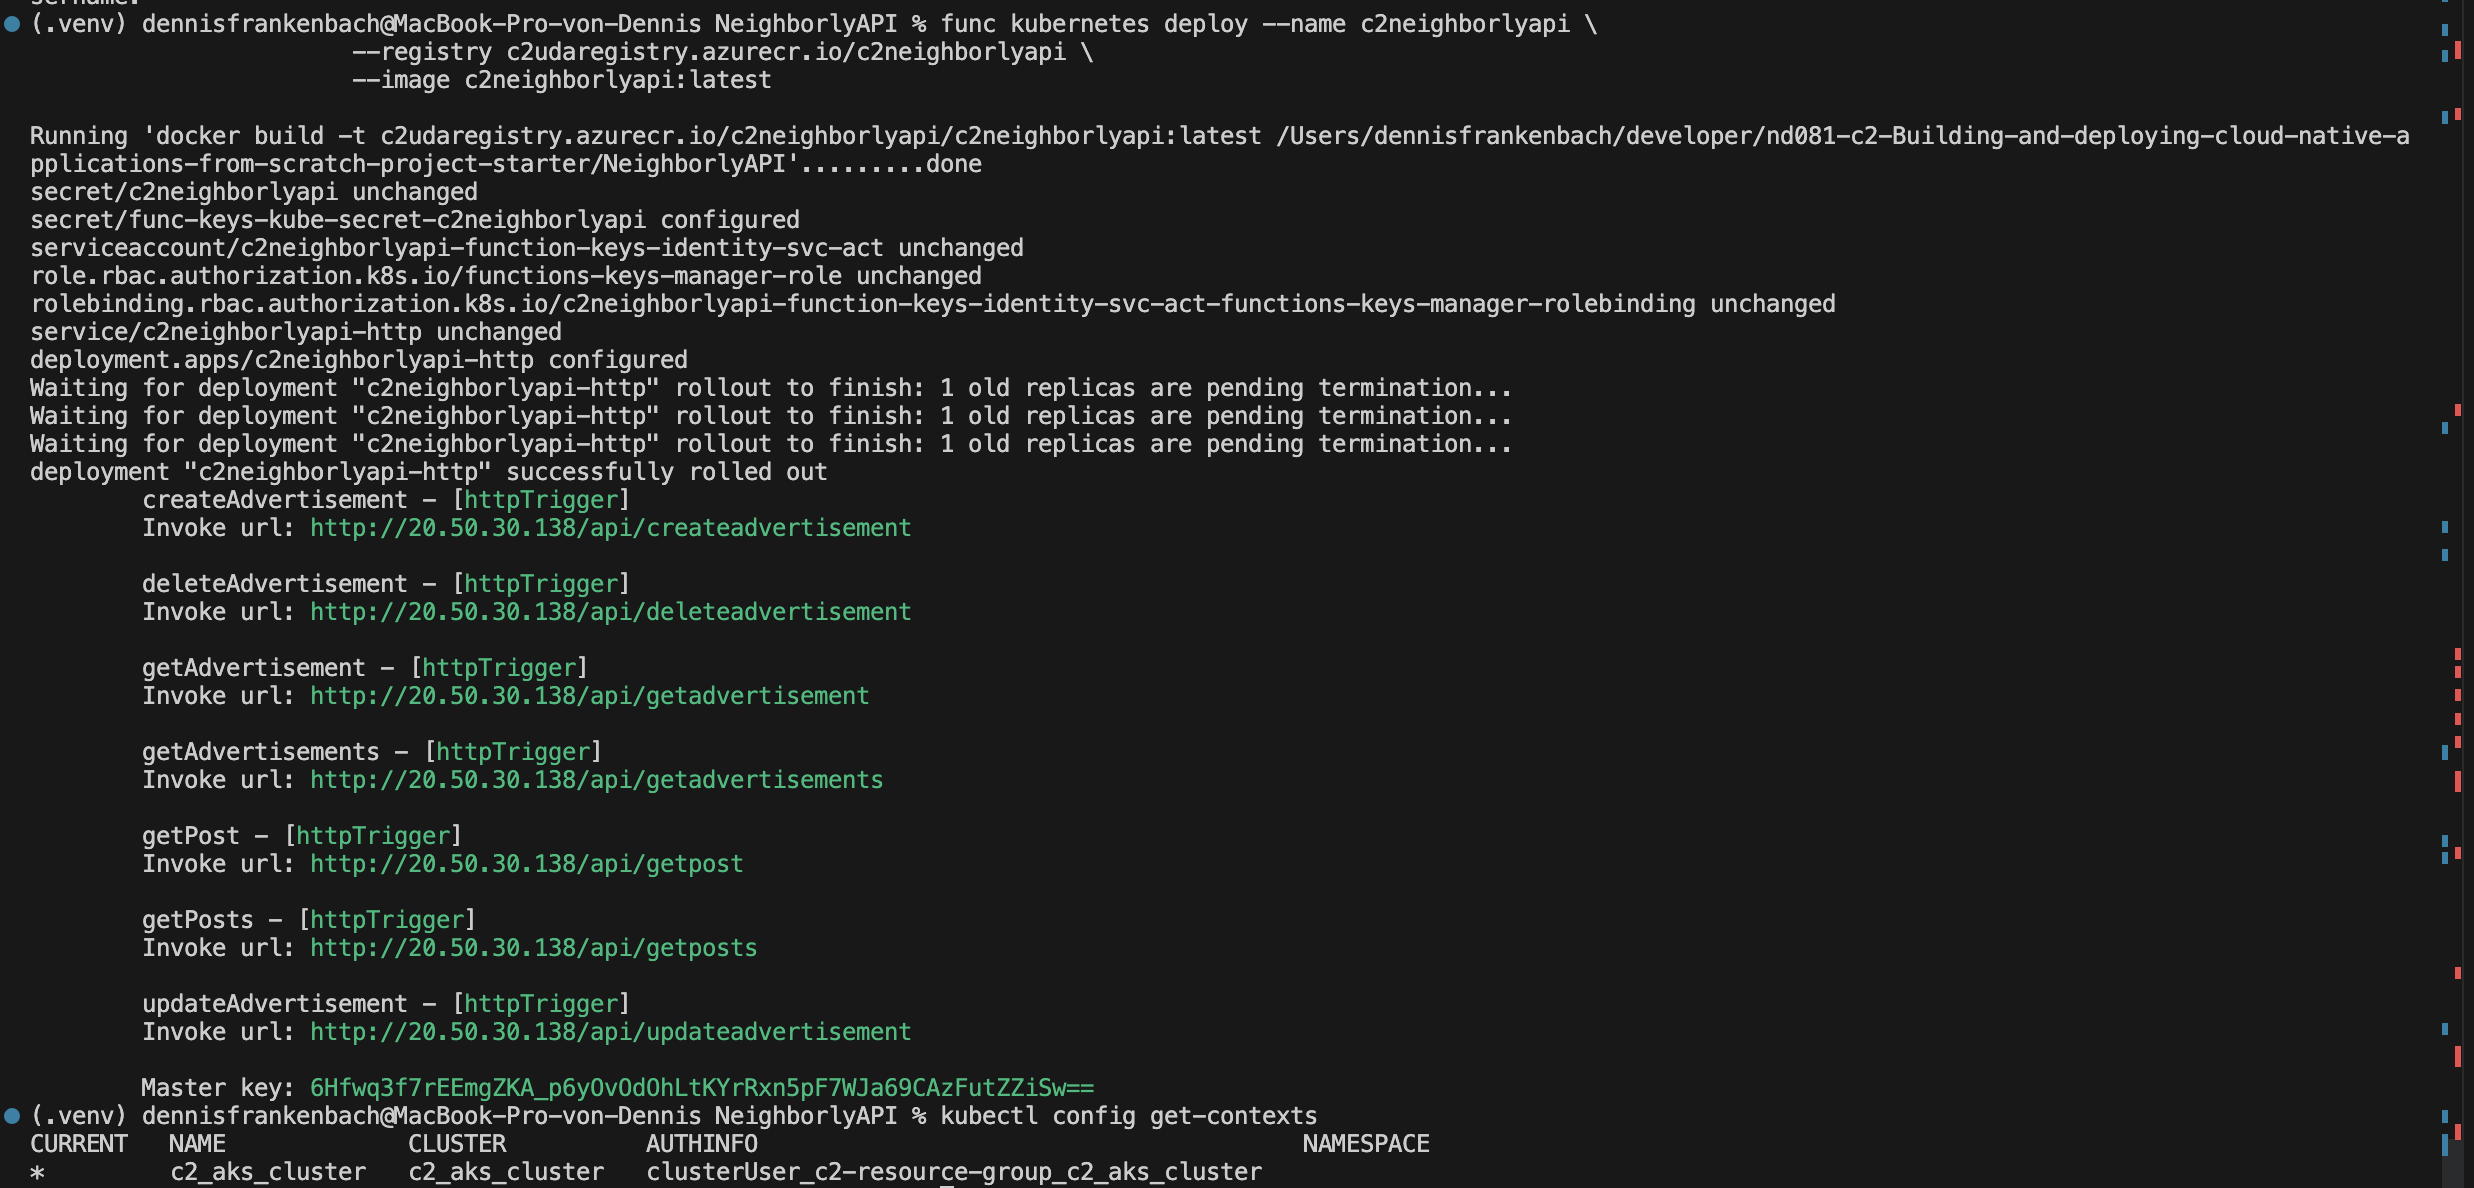 (.venv) dennisfrankenbach@MacBook-Pro-von-Dennis NeighborlyAPI % func kubernetes deploy --name c2neighborlyapi \
--registry c2udaregistry.azurecr.io/c2neighborlyapi \
--image c2neighborlyapi:latest
Running 'docker build -t c2udaregistry.azurecr.io/c2neighborlyapi/c2neighborlyapi:latest /Users/dennisfrankenbach/developer/nd081-c2-Building-and-deploying-cloud-native-a
pplications-from-scratch-project-starter/NeighborlyAPI'.........done
secret/c2neighborlyapi unchanged
secret/func-keys-kube-secret-c2neighborlyapi configured
serviceaccount/c2neighborlyapi-function-keys-identity-svc-act unchanged
role.rbac.authorization.k8s.io/functions-keys-manager-role unchanged
rolebinding.rbac.authorization.k8s.io/c2neighborlyapi-function-keys-identity-svc-act-functions-keys-manager-rolebinding unchanged
service/c2neighborlyapi-http unchanged
deployment.apps/c2neighborlyapi-http configured
Waiting for deployment "c2neighborlyapi-http" rollout to finish: 1 old replicas are pending termination...
Waiting for deployment "c2neighborlyapi-http" rollout to finish: 1 old replicas are pending termination...
Waiting for deployment "c2neighborlyapi-http" rollout to finish: 1 old replicas are pending termination...
deployment "c2neighborlyapi-http" successfully rolled out
createAdvertisement - [httpTrigger]
Invoke url: http://20.50.30.138/api/createadvertisement
deleteAdvertisement - [httpTrigger]
Invoke url: http://20.50.30.138/api/deleteadvertisement
getAdvertisement - [httpTrigger]
Invoke url: http://20.50.30.138/api/getadvertisement
getAdvertisements - [httpTrigger]
Invoke url: http://20.50.30.138/api/getadvertisements
getPost - [httpTrigger]
Invoke url: http://20.50.30.138/api/getpost
getPosts - [httpTrigger]
Invoke url: http://20.50.30.138/api/getposts
updateAdvertisement - [httpTrigger]
Invoke url: http://20.50.30.138/api/updateadvertisement
Master key: 6Hfwq3f7rEEmgZKA_p6yOvOdOhLtKYrRxn5pF7WJa69CAzFutZZiSw==
(.venv) dennisfrankenbach@MacBook-Pro-von-Dennis NeighborlyAPI % kubectl config get-contexts
CURRENT NAME CLUSTER AUTHINFO NAMESPACE
* c2_aks_cluster c2_aks_cluster clusterUser_c2-resource-group_c2_aks_cluster